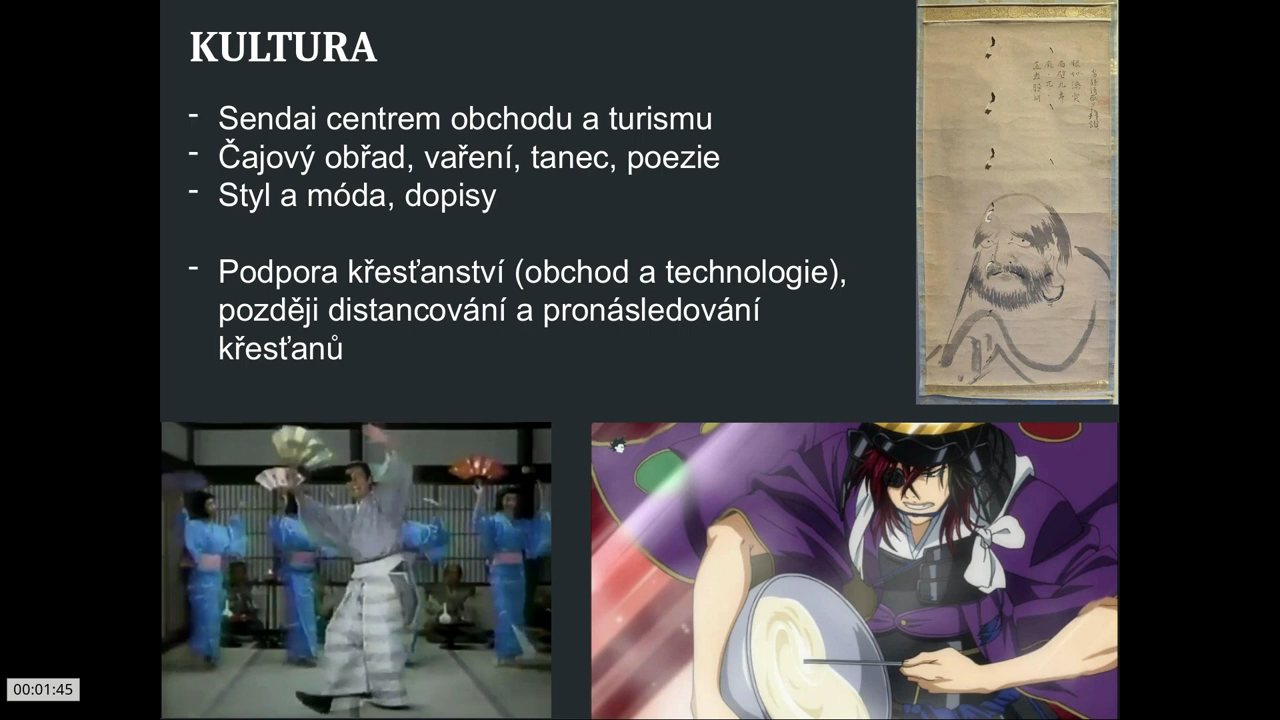 KULTURA
- Sendai centrem obchodu a turismu
- Čajový obřad, vaření, tanec, poezie
- Styl a móda, dopisy
- Podpora křesťanství (obchod a technologie),
později distancování a pronásledování
křesťanů
00:01:45